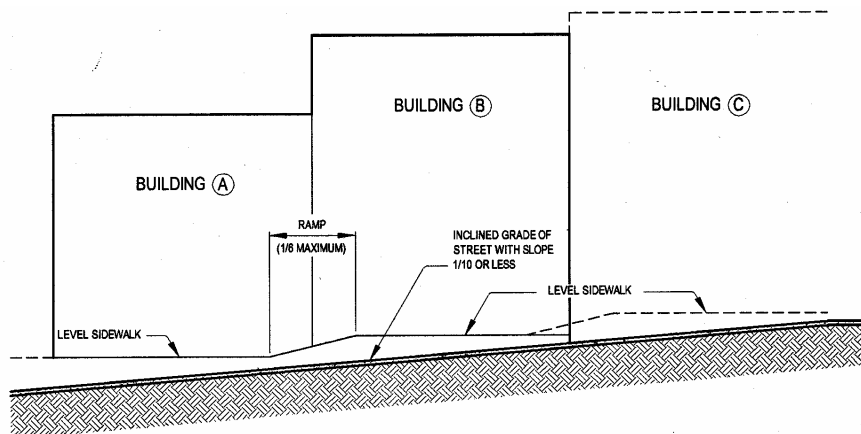 BUILDING C
BUILDING B
BUILDING A
RAMP
(1/6 MAXIMUM)
INCLINED GRADE OF
STREET WITH SLOPE
1/10 OR LESS
LEVEL SIDEWALK
LEVEL SIDEWALK